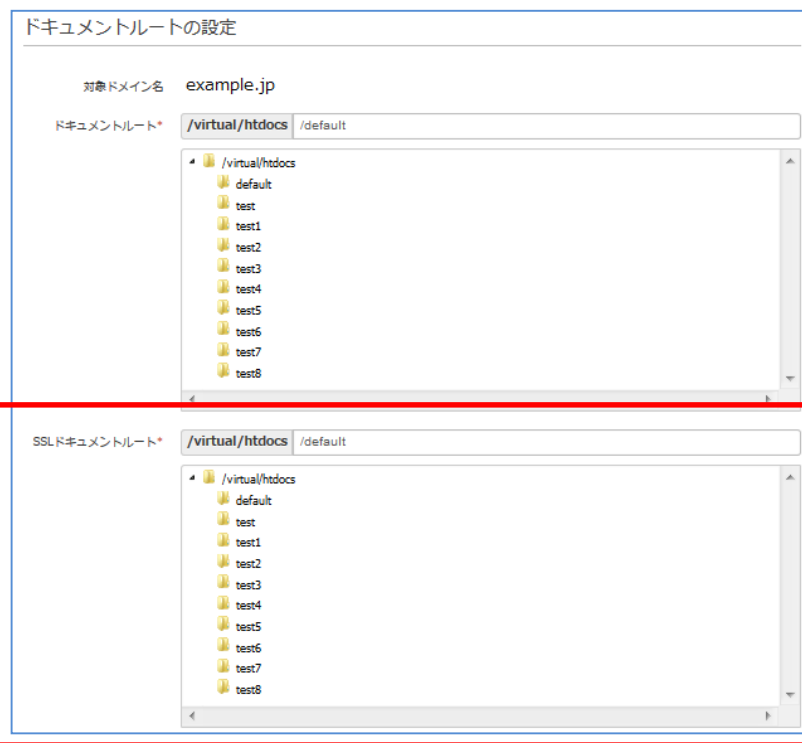 ドキュメントルートの設定
対象ドメイン名 example.jp
ドキュメントルート* /virtual/htdocs /default
/virtual/htdocs
default
test
test1
test2
test3
test4
test5
test6
test7
test8
SSLドキュメントルート* /virtual/htdocs /default
/virtual/htdocs
default
test
test1
test2
test3
test4
test5
test6
test7
test8